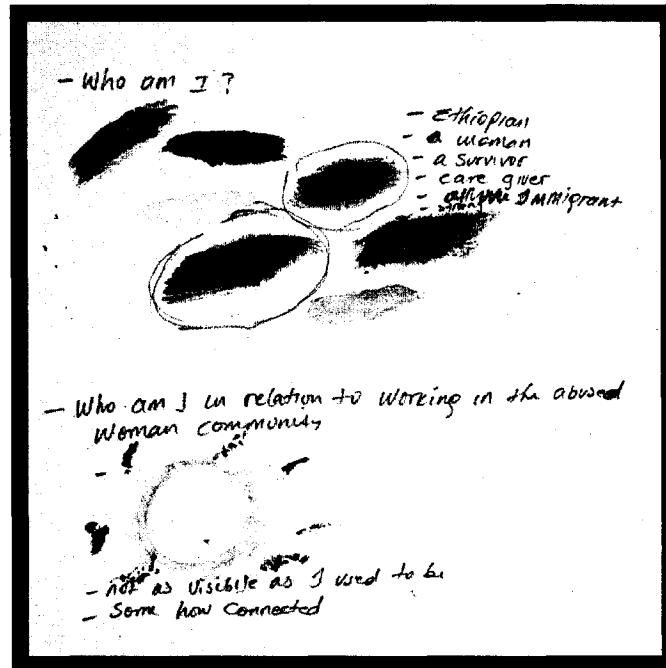 - Who am I?
- Ethiopian
- a woman
- a survivor
- care giver
- Immigrant
- Who am I in relation to working in the abused
woman community
- not as visible as I used to be
- Some how Connected